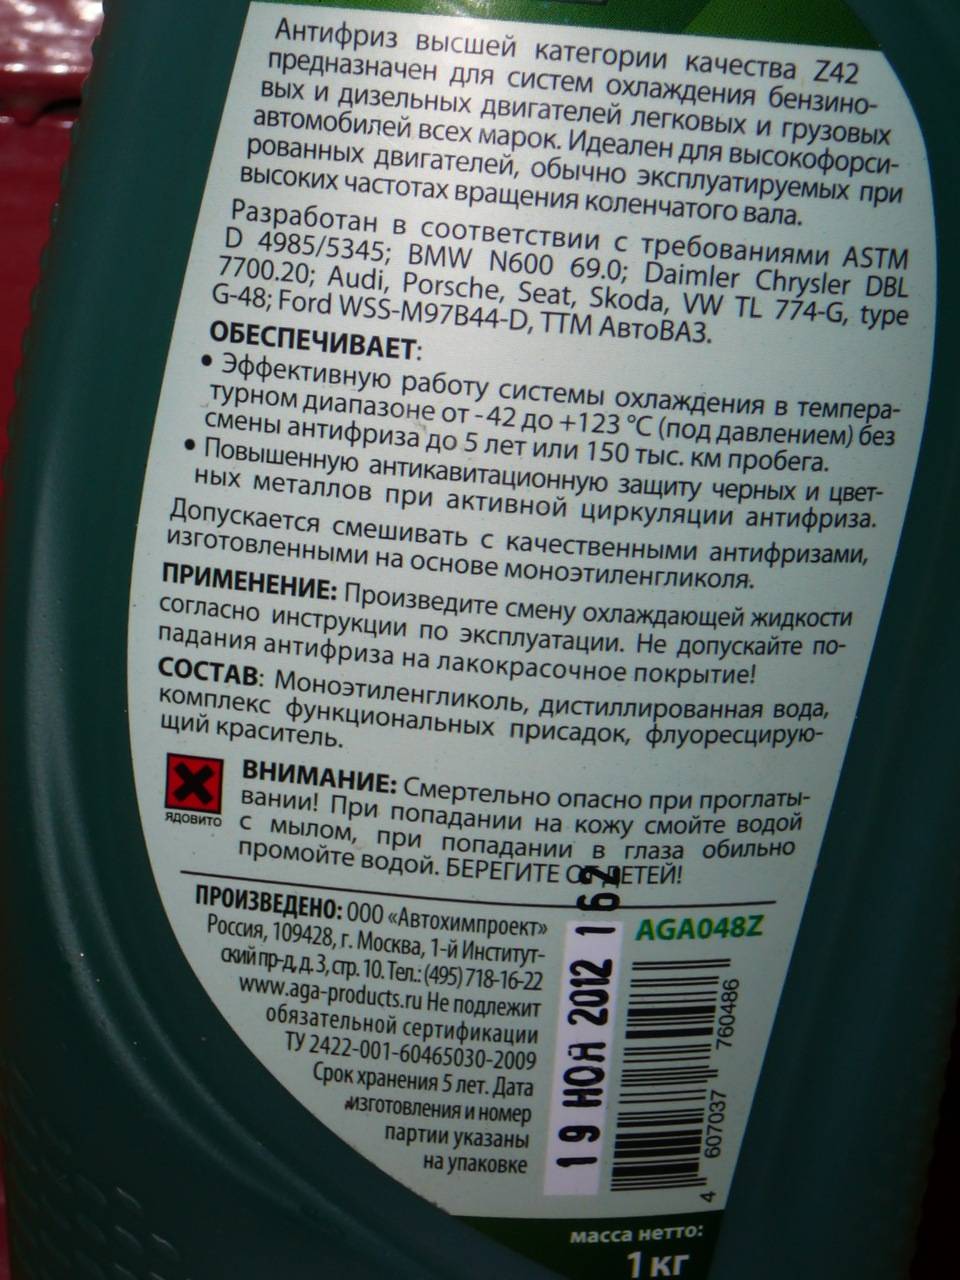 Антифриз высшей категории качества Z42
предназначен для систем охлаждения бензино-
вых и дизельных двигателей легковых и грузовых
автомобилей всех марок. Идеален для высокофорси-
рованных двигателей, обычно эксплуатируемых при
высоких частотах вращения коленчатого вала.
Разработан в соответствии с требованиями ASTM
D 4985/5345; BMW N600 69.0; Daimler Chrysler DBL
7700.20; Audi, Porsche, Seat, Skoda, VW TL 774-G, type
G-48; Ford WSS-M97B44-D, ТТМ АвтоВАЗ.
ОБЕСПЕЧИВАЕТ:
• Эффективную работу системы охлаждения в темпера-
турном диапазоне от -42 до +123 °C (под давлением) без
смены антифриза до 5 лет или 150 тыс. км пробега.
• Повышенную антикавитационную защиту черных и цвет-
ных металлов при активной циркуляции антифриза.
Допускается смешивать с качественными антифризами,
изготовленными на основе моноэтиленгликоля.
ПРИМЕНЕНИЕ: Произведите смену охлаждающей жидкости
согласно инструкции по эксплуатации. Не допускайте по-
падания антифриза на лакокрасочное покрытие!
СОСТАВ: Моноэтиленгликоль, дистиллированная вода,
комплекс функциональных присадок, флуоресцирую-
щий краситель.
ЯДОВИТО
ВНИМАНИЕ: Смертельно опасно при проглаты-
вании! При попадании на кожу смойте водой
с мылом, при попадании в глаза обильно
промойте водой. БЕРЕГИТЕ ОТ ДЕТЕЙ!
ПРОИЗВЕДЕНО: ООО «Автохимпроект»
Россия, 109428, г. Москва, 1-й Институт-
ский пр-д, д. 3, стр. 10. Тел.: (495) 718-16-22
www.aga-products.ru Не подлежит
обязательной сертификации
ТУ 2422-001-60465030-2009
Срок хранения 5 лет. Дата
изготовления и номер
партии указаны
на упаковке
19 НОЯ 2012 162
AGA048Z
4 607037 760486
масса нетто:
1 кг